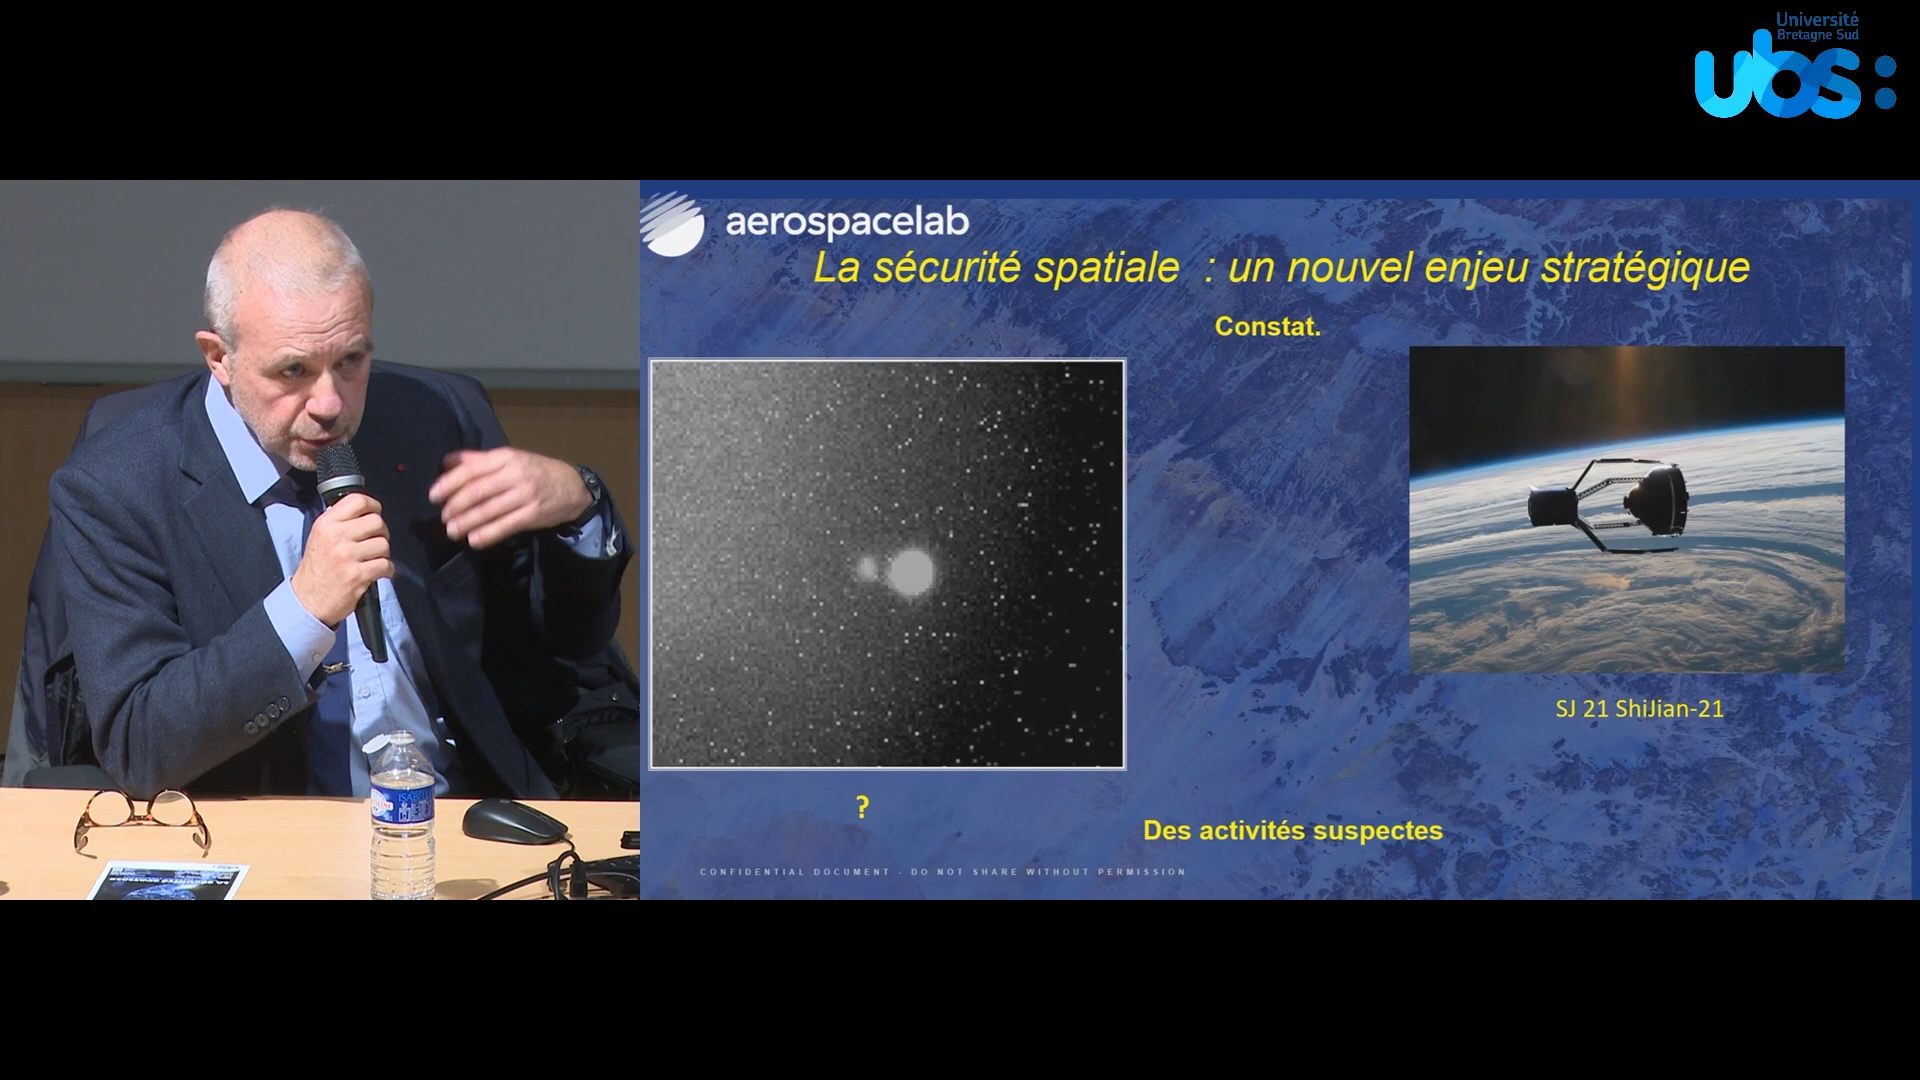 Université
Bretagne Sud
ubs:
aerospacelab
La sécurité spatiale : un nouvel enjeu stratégique
Constat.
SJ 21 ShiJian-21
?
Des activités suspectes
CONFIDENTIAL DOCUMENT - DO NOT SHARE WITHOUT PERMISSION